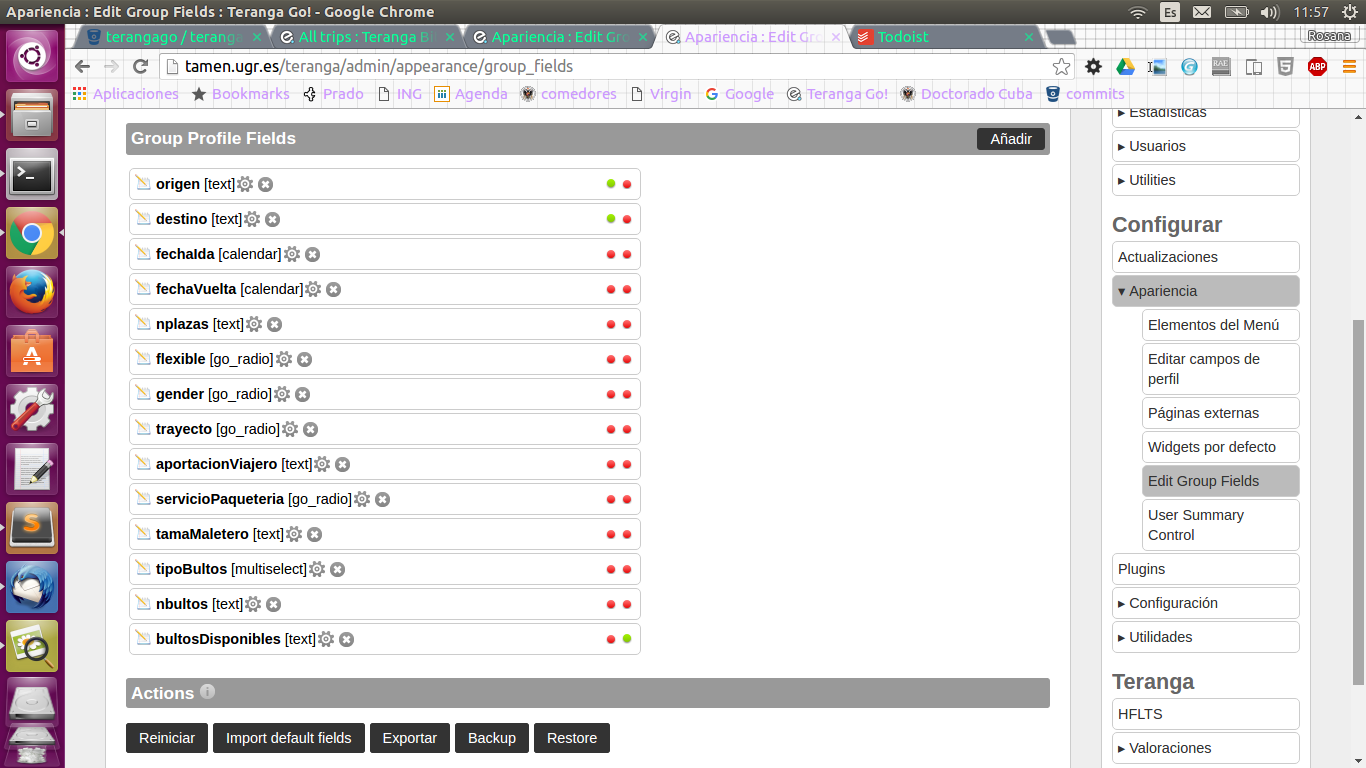 Apariencia : Edit Group Fields : Teranga Go! - Google Chrome
Es
11:57
terangago / teranga
All trips : Teranga Bl
Apariencia : Edit Gro
Apariencia : Edit Gro
Todoist
Rosana
tamen.ugr.es/teranga/admin/appearance/group_fields
RAE
ABP
Aplicaciones
Bookmarks
Prado
ING
Agenda
comedores
Virgin
Google
Teranga Go!
Doctorado Cuba
commits
Group Profile Fields
Añadir
origen [text]
destino [text]
fechaIda [calendar]
fechaVuelta [calendar]
nplazas [text]
flexible [go_radio]
gender [go_radio]
trayecto [go_radio]
aportacionViajero [text]
servicioPaqueteria [go_radio]
tamaMaletero [text]
tipoBultos [multiselect]
nbultos [text]
bultosDisponibles [text]
Actions
Reiniciar
Import default fields
Exportar
Backup
Restore
▸ Estadísticas
▸ Usuarios
▸ Utilities
Configurar
Actualizaciones
▾ Apariencia
Elementos del Menú
Editar campos de
perfil
Páginas externas
Widgets por defecto
Edit Group Fields
User Summary
Control
Plugins
▸ Configuración
▸ Utilidades
Teranga
HFLTS
▸ Valoraciones